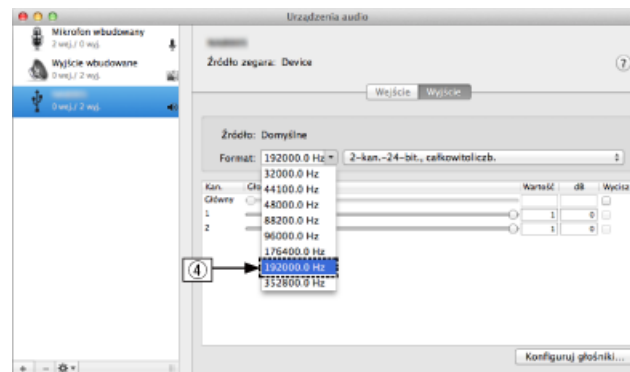 Urządzenia audio
Mikrofon wbudowany
2 wej./ 0 wyj.
Wyjście wbudowane
0 wej./ 2 wyj.
0 wej./ 2 wyj.
Źródło zegara: Device
?
Wejście Wyjście
Źródło: Domyślne
Format: 192000.0 Hz 2-kan.-24-bit., całkowitoliczb.
32000.0 Hz
44100.0 Hz
48000.0 Hz
88200.0 Hz
96000.0 Hz
176400.0 Hz
192000.0 Hz
352800.0 Hz
④
Kan. Wartość dB Wycisz
Główny
1 1 0
2 1 0
Konfiguruj głośniki...